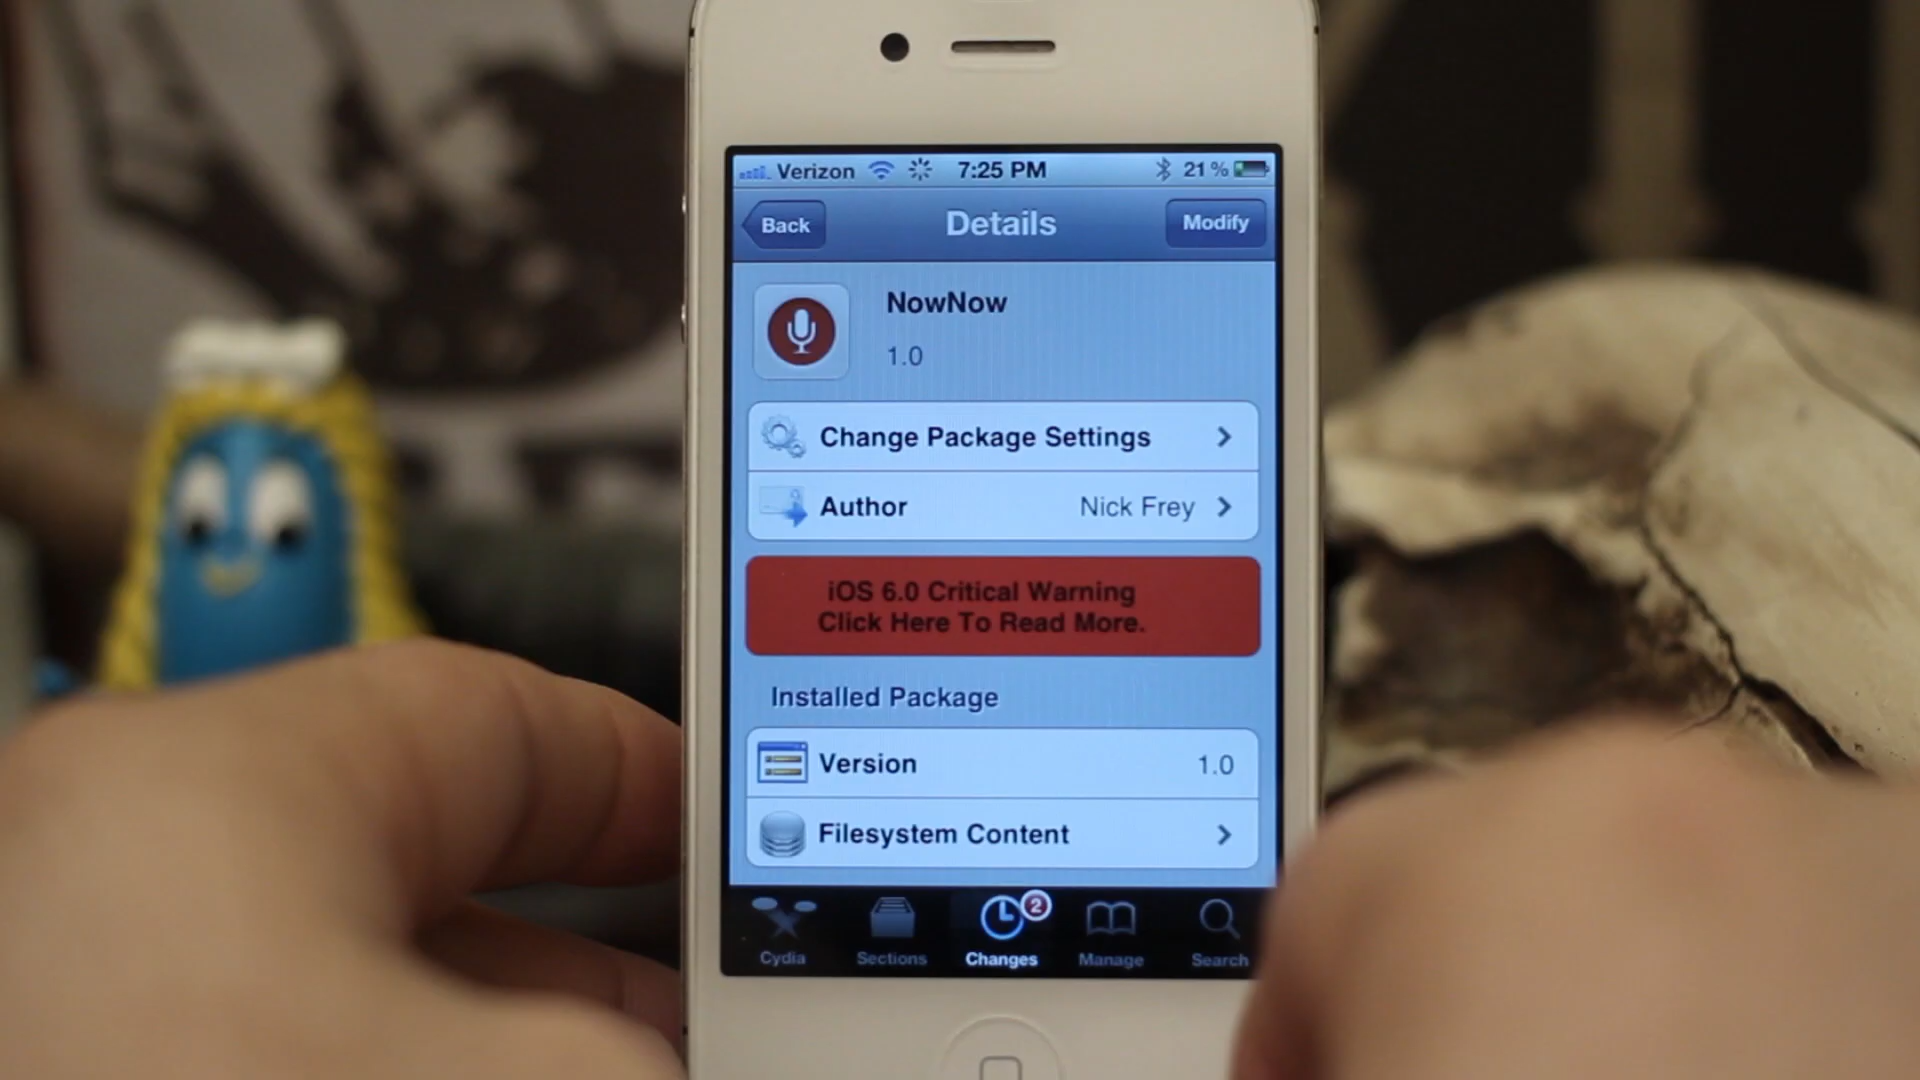 Verizon 7:25 PM 21%
Back Details Modify
NowNow
1.0
Change Package Settings
Author Nick Frey
iOS 6.0 Critical Warning
Click Here To Read More.
Installed Package
Version 1.0
Filesystem Content
2
Cydia Sections Changes Manage Search